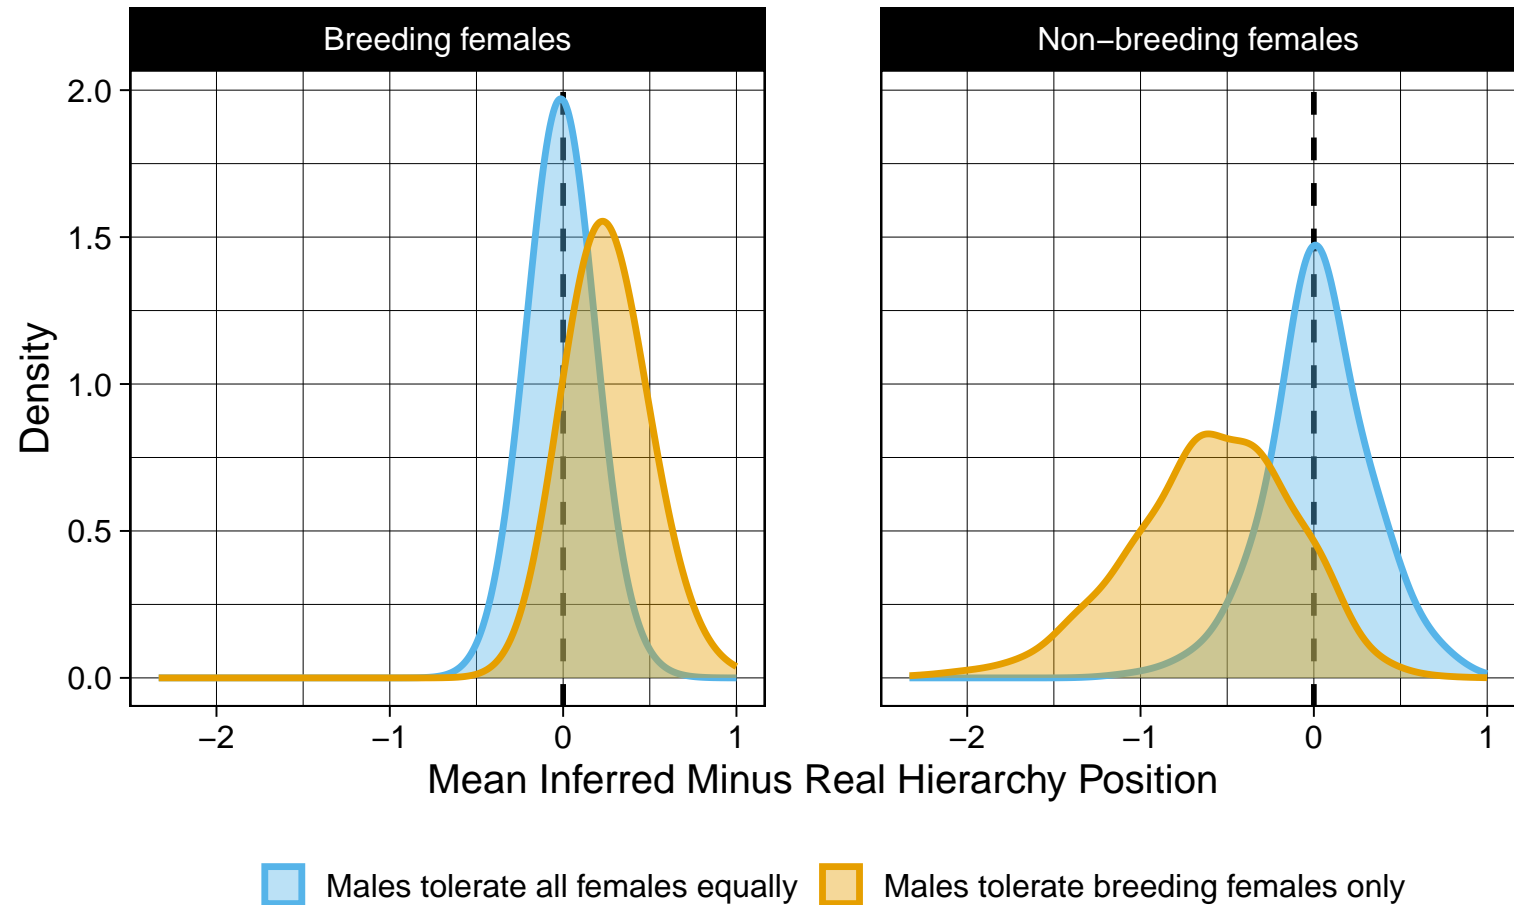 Breeding females
Non−breeding females
2.0
1.5
1.0
0.5
0.0
Density
−2 −1 0 1
−2 −1 0 1
Mean Inferred Minus Real Hierarchy Position
Males tolerate all females equally
Males tolerate breeding females only